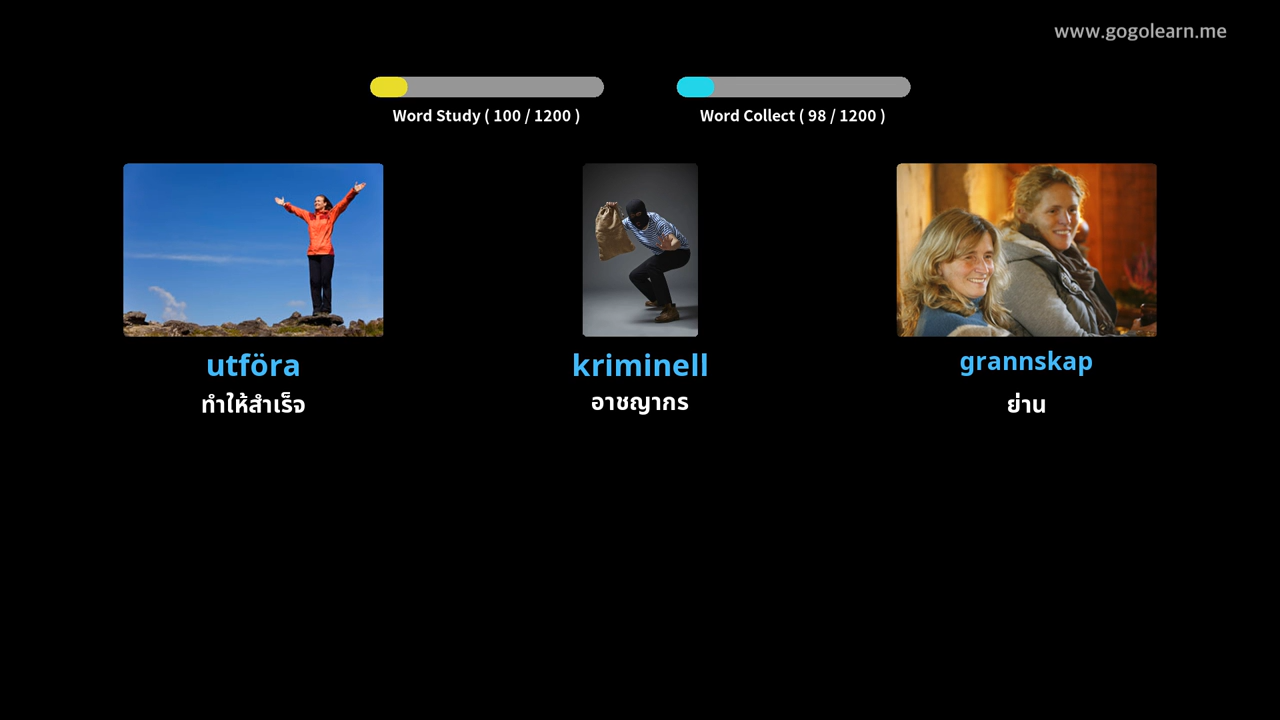 www.gogolearn.me
Word Study ( 100 / 1200 )
Word Collect ( 98 / 1200 )
utföra
kriminell
grannskap
ทำให้สำเร็จ
อาชญากร
ย่าน